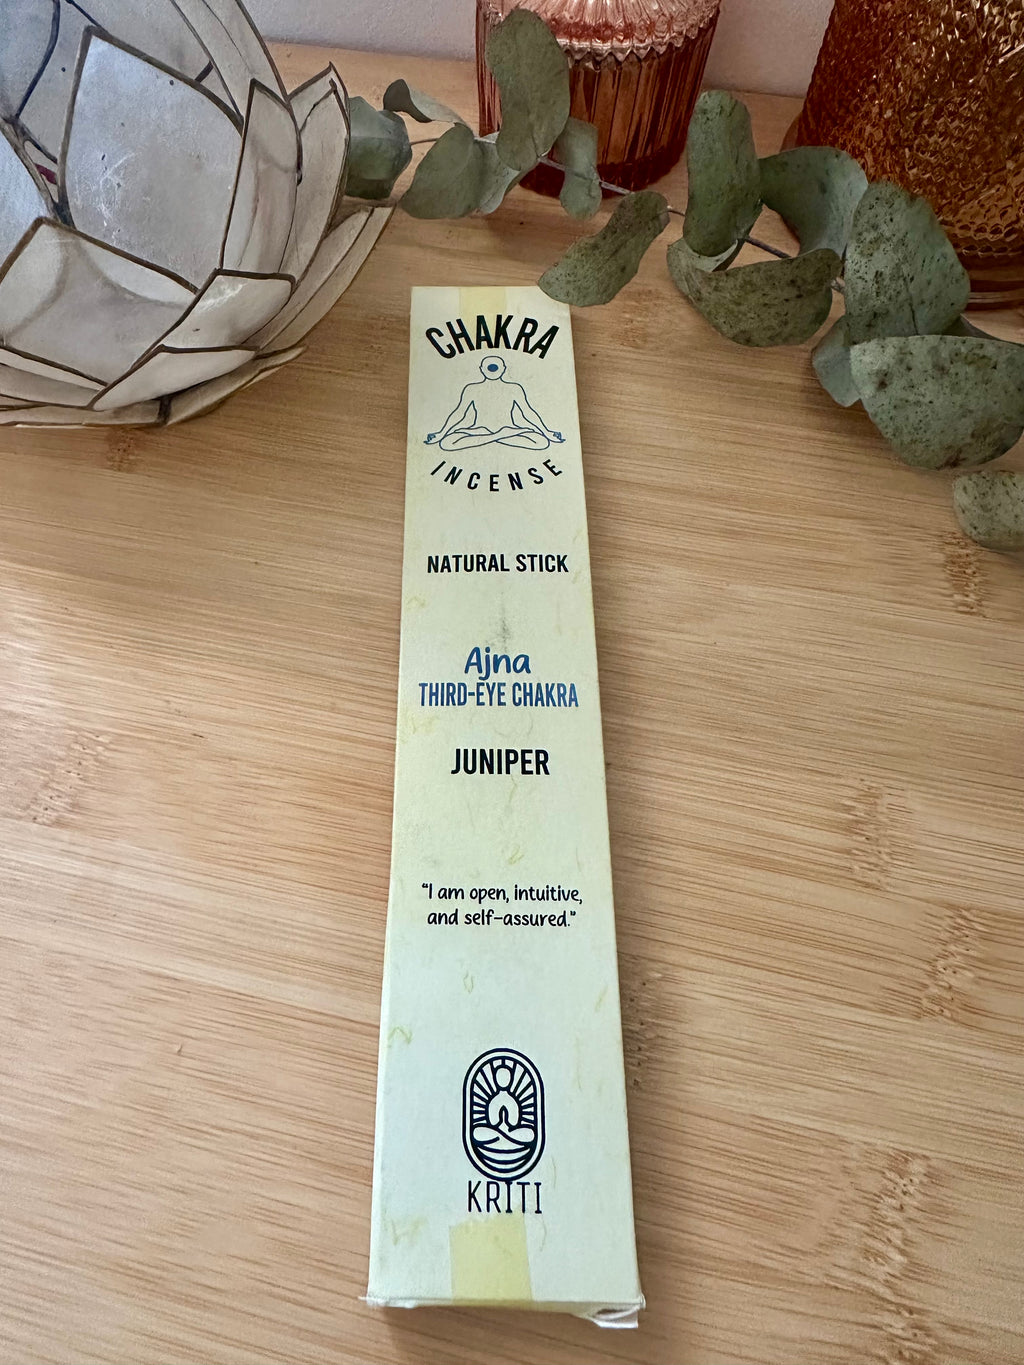 CHAKRA
INCENSE
NATURAL STICK
Ajna
THIRD-EYE CHAKRA
JUNIPER
“I am open, intuitive,
and self-assured.”
KRITI